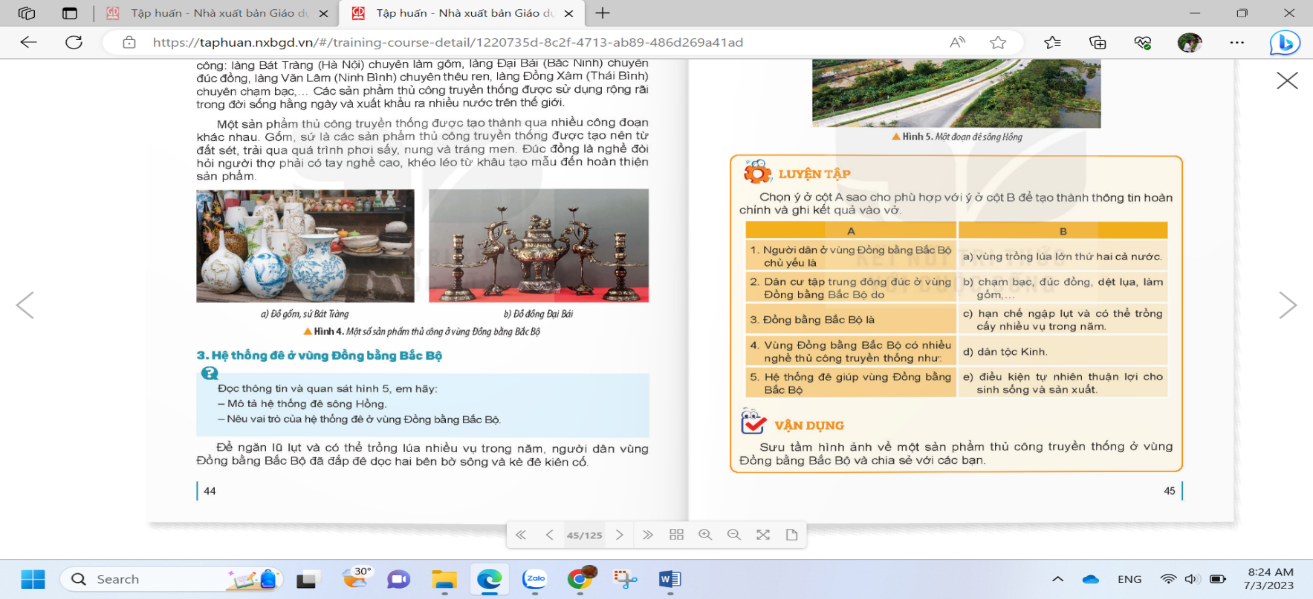 Tập huấn - Nhà xuất bản Giáo dụ
Tập huấn - Nhà xuất bản Giáo dụ
https://taphuan.nxbgd.vn/#/training-course-detail/1220735d-8c2f-4713-ab89-486d269a41ad
công: làng Bát Tràng (Hà Nội) chuyên làm gốm, làng Đại Bái (Bắc Ninh) chuyên
đúc đồng, làng Văn Lâm (Ninh Bình) chuyên thêu ren, làng Đồng Xâm (Thái Bình)
chuyên chạm bạc,... Các sản phẩm thủ công truyền thống được sử dụng rộng rãi
trong đời sống hằng ngày và xuất khẩu ra nhiều nước trên thế giới.
Một sản phẩm thủ công truyền thống được tạo thành qua nhiều công đoạn
khác nhau. Gốm, sứ là các sản phẩm thủ công truyền thống được tạo nên từ
đất sét, trải qua quá trình phơi sấy, nung và tráng men. Đúc đồng là nghề đòi
hỏi người thợ phải có tay nghề cao, khéo léo từ khâu tạo mẫu đến hoàn thiện
sản phẩm.
a) Đồ gốm, sứ Bát Tràng
b) Đồ đồng Đại Bái
Hình 4. Một số sản phẩm thủ công ở vùng Đồng bằng Bắc Bộ
3. Hệ thống đê ở vùng Đồng bằng Bắc Bộ
?
Đọc thông tin và quan sát hình 5, em hãy:
– Mô tả hệ thống đê sông Hồng.
– Nêu vai trò của hệ thống đê ở vùng Đồng bằng Bắc Bộ.
Để ngăn lũ lụt và có thể trồng lúa nhiều vụ trong năm, người dân vùng
Đồng bằng Bắc Bộ đã đắp đê dọc hai bên bờ sông và kè đê kiên cố.
44
Hình 5. Một đoạn đê sông Hồng
LUYỆN TẬP
Chọn ý ở cột A sao cho phù hợp với ý ở cột B để tạo thành thông tin hoàn
chỉnh và ghi kết quả vào vở.
A
B
1. Người dân ở vùng Đồng bằng Bắc Bộ
chủ yếu là
a) vùng trồng lúa lớn thứ hai cả nước.
2. Dân cư tập trung đông đúc ở vùng
Đồng bằng Bắc Bộ do
b) chạm bạc, đúc đồng, dệt lụa, làm
gốm,...
3. Đồng bằng Bắc Bộ là
c) hạn chế ngập lụt và có thể trồng
cấy nhiều vụ trong năm.
4. Vùng Đồng bằng Bắc Bộ có nhiều
nghề thủ công truyền thống như:
d) dân tộc Kinh.
5. Hệ thống đê giúp vùng Đồng bằng
Bắc Bộ
e) điều kiện tự nhiên thuận lợi cho
sinh sống và sản xuất.
VẬN DỤNG
Sưu tầm hình ảnh về một sản phẩm thủ công truyền thống ở vùng
Đồng bằng Bắc Bộ và chia sẻ với các bạn.
45
45/125
Search
30°
Zalo
ENG
8:24 AM
7/3/2023